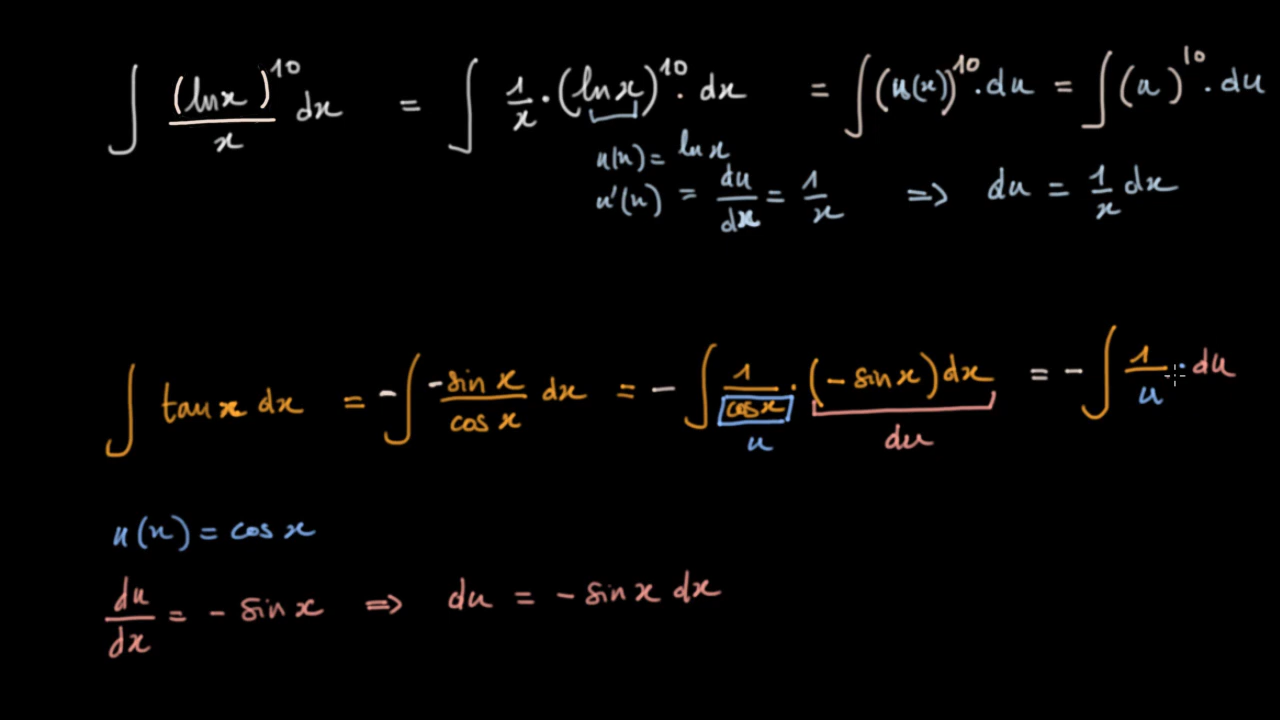 ∫ (ln x)^10 / x dx = ∫ 1/x · (ln x)^10 · dx = ∫ (u(x))^10 · du = ∫ (u)^10 · du
u(x) = ln x
u'(x) = du/dx = 1/x ⇒ du = 1/x dx
∫ tan x dx = -∫ -sin x / cos x dx = - ∫ 1/cos x · (- sin x) dx = - ∫ 1/u · du
u du
u(x) = cos x
du/dx = - sin x ⇒ du = - sin x dx